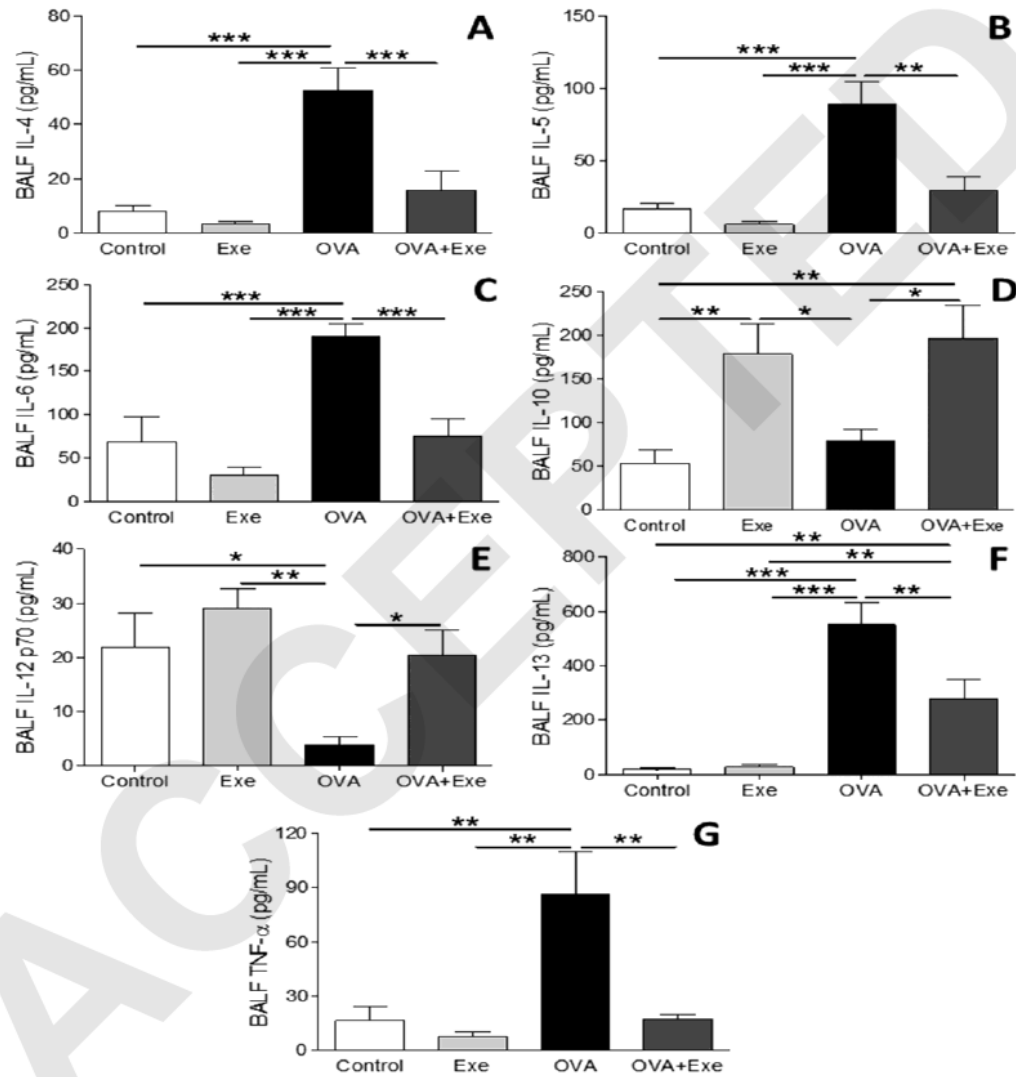 A
BALF IL-4 (pg/mL)
80
60
40
20
0
*** 
*** ***
Control Exe OVA OVA+Exe
B
BALF IL-5 (pg/mL)
150
100
50
0
***
*** **
Control Exe OVA OVA+Exe
C
BALF IL-6 (pg/mL)
250
200
150
100
50
0
***
*** ***
Control Exe OVA OVA+Exe
D
BALF IL-10 (pg/mL)
250
200
150
100
50
0
**
** * *
Control Exe OVA OVA+Exe
E
BALF IL-12 p70 (pg/mL)
40
30
20
10
0
*
**
*
Control Exe OVA OVA+Exe
F
BALF IL-13 (pg/mL)
800
600
400
200
0
**
**
***
*** **
Control Exe OVA OVA+Exe
G
BALF TNF-α (pg/mL)
120
90
60
30
0
**
** **
Control Exe OVA OVA+Exe
ACCEPTED